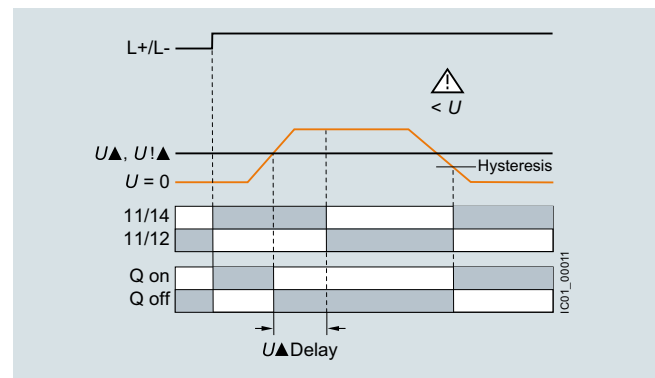 L+/L-
< U
U▲, U!▲
Hysteresis
U = 0
11/14
11/12
Q on
Q off
IC01_00011
U▲Delay